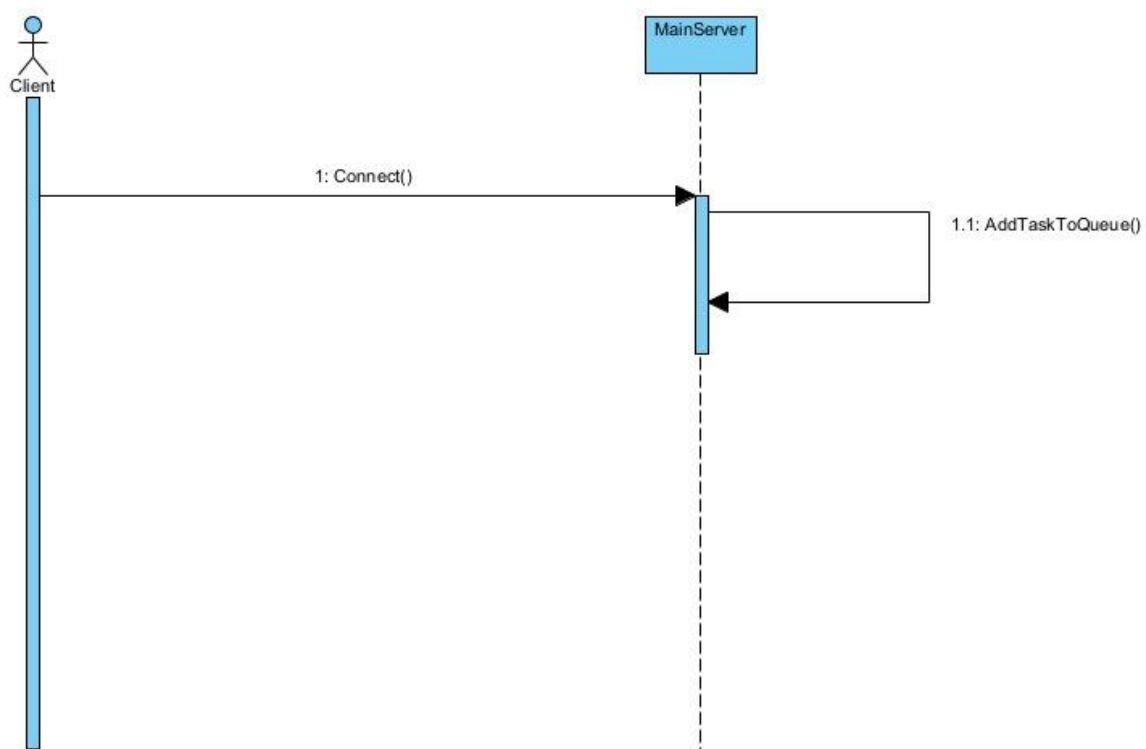 MainServer
Client
1: Connect()
1.1: AddTaskToQueue()